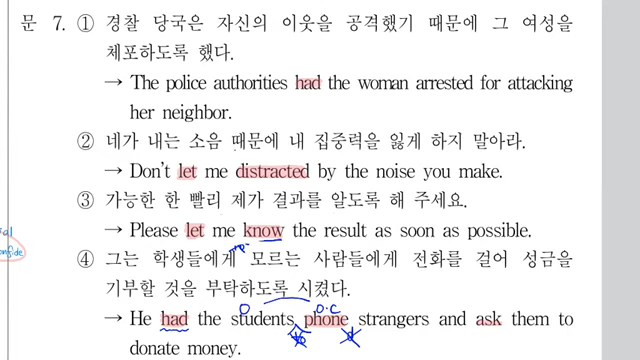 문 7. ① 경찰 당국은 자신의 이웃을 공격했기 때문에 그 여성을
체포하도록 했다.
→ The police authorities had the woman arrested for attacking
her neighbor.
② 네가 내는 소음 때문에 내 집중력을 잃게 하지 말아라.
→ Don't let me distracted by the noise you make.
③ 가능한 한 빨리 제가 결과를 알도록 해 주세요.
→ Please let me know the result as soon as possible.
④ 그는 학생들에게 모르는 사람들에게 전화를 걸어 성금을
기부할 것을 부탁하도록 시켰다.
O O.C
→ He had the students phone strangers and ask them to
donate money.